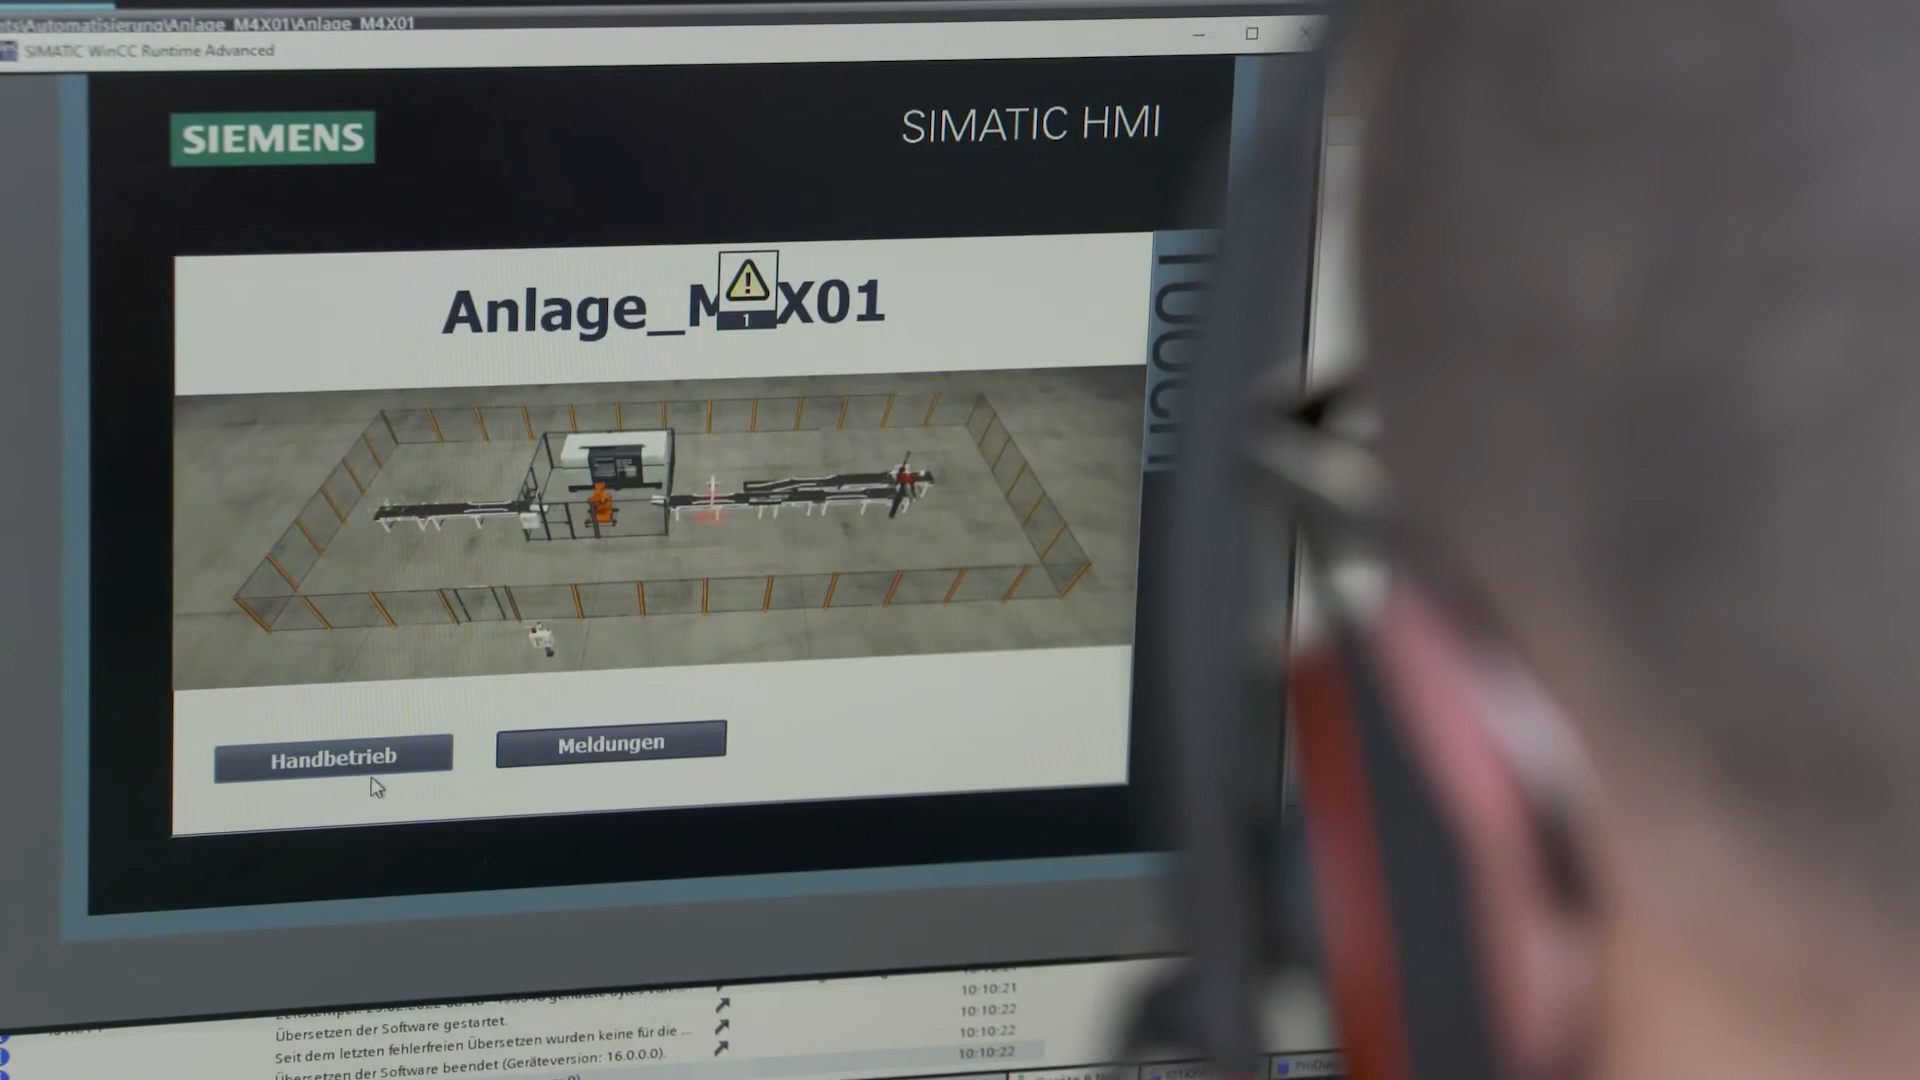 Automatisierung\Anlage_M4X01\Anlage_M4X01
SIMATIC WinCC Runtime Advanced
SIEMENS
SIMATIC HMI
TOUCH
Anlage_M X01
1
Handbetrieb
Meldungen
10:10:21
Übersetzen der Software gestartet.
10:10:22
Seit dem letzten fehlerfreien Übersetzen wurden keine für die ...
10:10:22
Übersetzen der Software beendet (Geräteversion: 16.0.0.0).
10:10:22